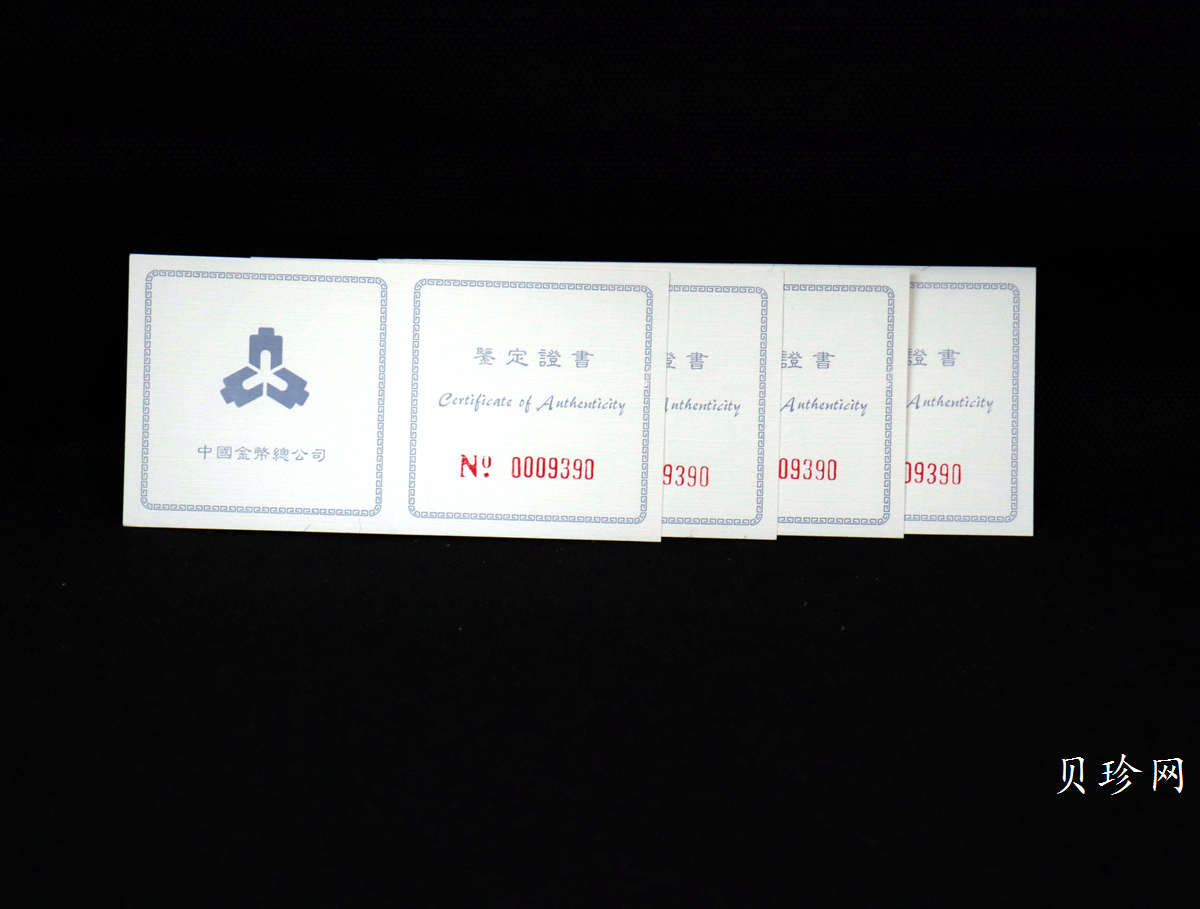 中國金幣總公司
鑒定證書
Certificate of Authenticity
Nº 0009390
證書
Authenticity
9390
證書
Authenticity
09390
證書
Authenticity
09390
贝珍网